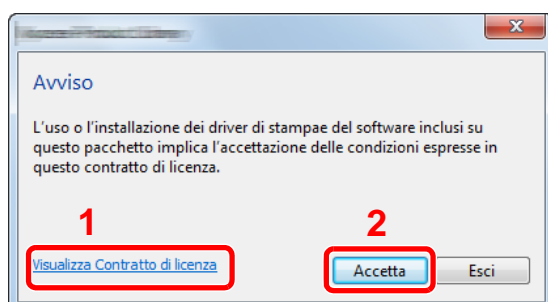 Avviso
L'uso o l'installazione dei driver di stampae del software inclusi su
questo pacchetto implica l'accettazione delle condizioni espresse in
questo contratto di licenza.
1
2
Visualizza Contratto di licenza
Accetta
Esci